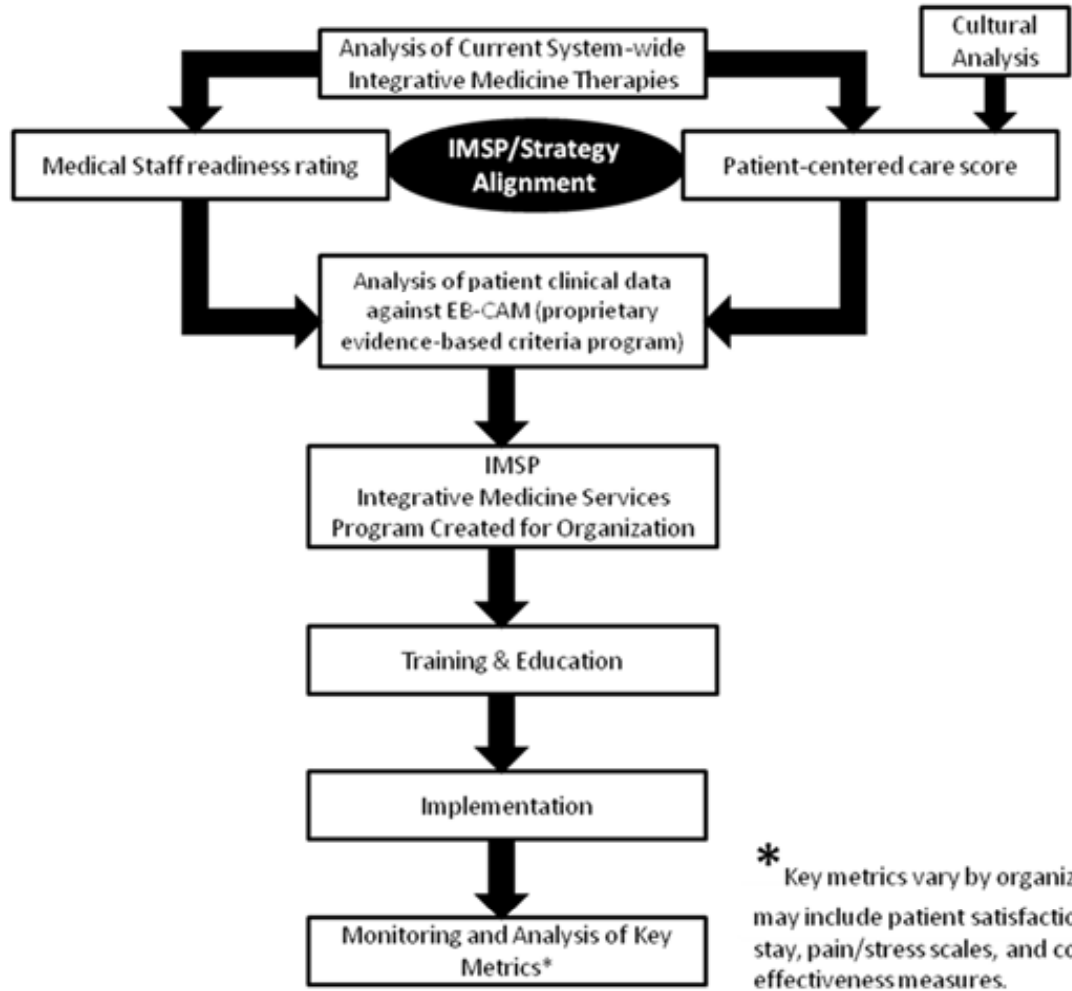 Analysis of Current System-wide
Integrative Medicine Therapies
Cultural
Analysis
Medical Staff readiness rating
IMSP/Strategy
Alignment
Patient-centered care score
Analysis of patient clinical data
against EB-CAM (proprietary
evidence-based criteria program)
IMSP
Integrative Medicine Services
Program Created for Organization
Training & Education
Implementation
Monitoring and Analysis of Key
Metrics*
* Key metrics vary by
may include patient
stay, pain/stress scales, and
effectiveness measures.